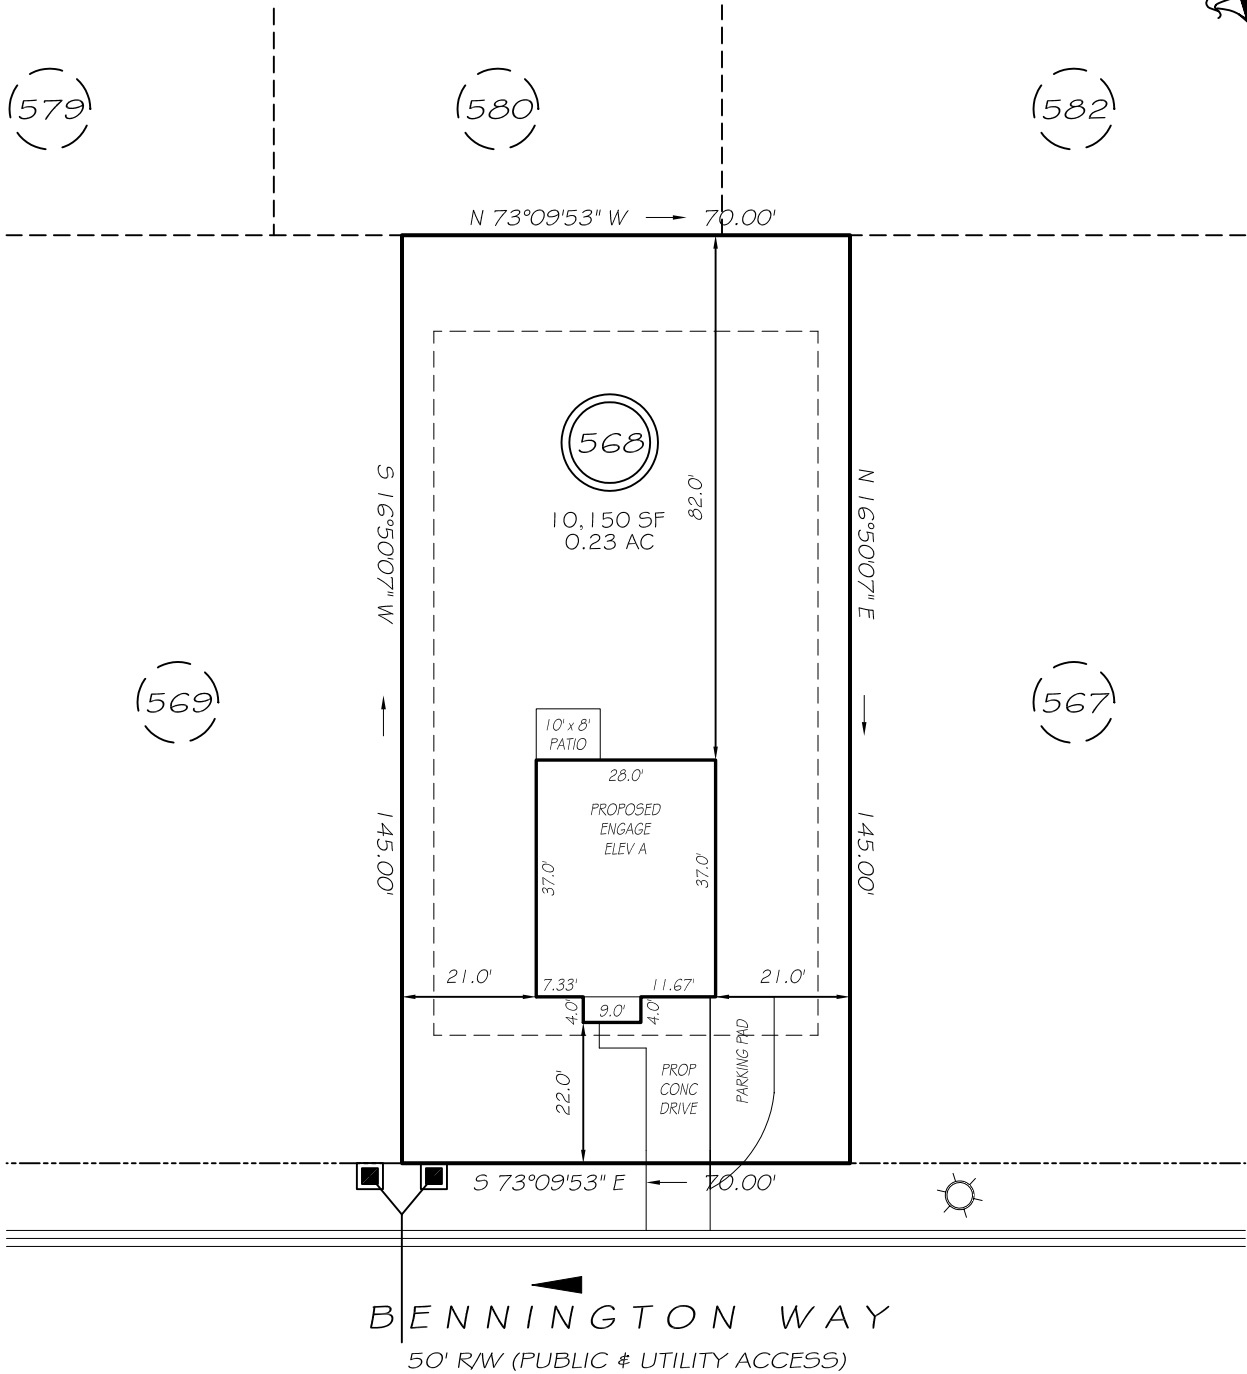 579
580
582
N 73°09'53" W 70.00'
568
10,150 SF
0.23 AC
82.0'
S 16°50'07" W
145.00'
N 16°50'07" E
145.00'
569
567
10' x 8'
PATIO
28.0'
PROPOSED
ENGAGE
ELEV A
37.0'
37.0'
21.0'
7.33'
11.67'
21.0'
4.0'
9.0'
4.0'
22.0'
PROP
CONC
DRIVE
PARKING PAD
S 73°09'53" E 70.00'
BENNINGTON WAY
50' R/W (PUBLIC & UTILITY ACCESS)